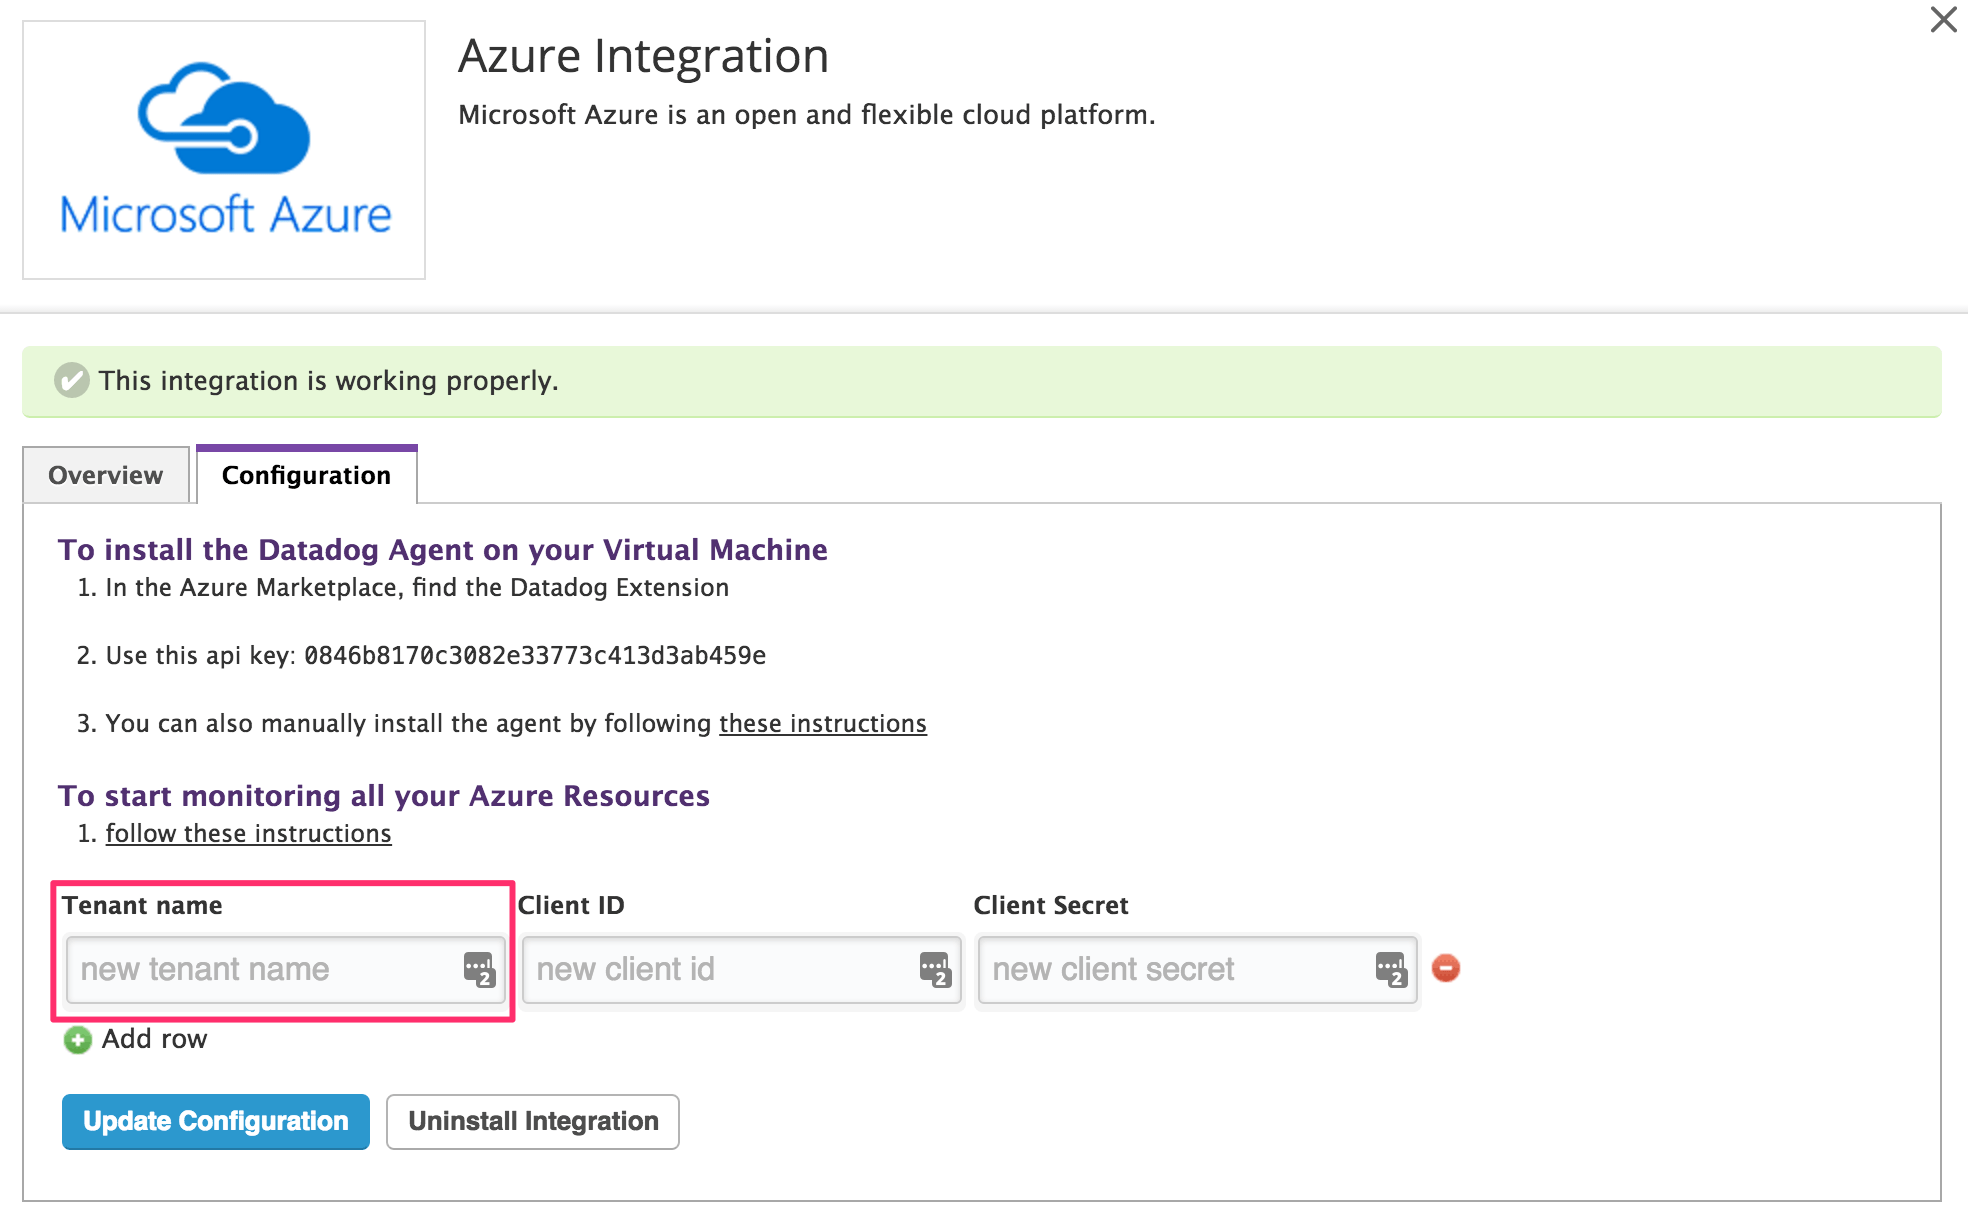 Microsoft Azure
Azure Integration
Microsoft Azure is an open and flexible cloud platform.
This integration is working properly.
Overview
Configuration
To install the Datadog Agent on your Virtual Machine
1. In the Azure Marketplace, find the Datadog Extension
2. Use this api key: 0846b8170c3082e33773c413d3ab459e
3. You can also manually install the agent by following these instructions
To start monitoring all your Azure Resources
1. follow these instructions
Tenant name Client ID Client Secret
new tenant name 2 new client id 2 new client secret 2
Add row
Update Configuration Uninstall Integration